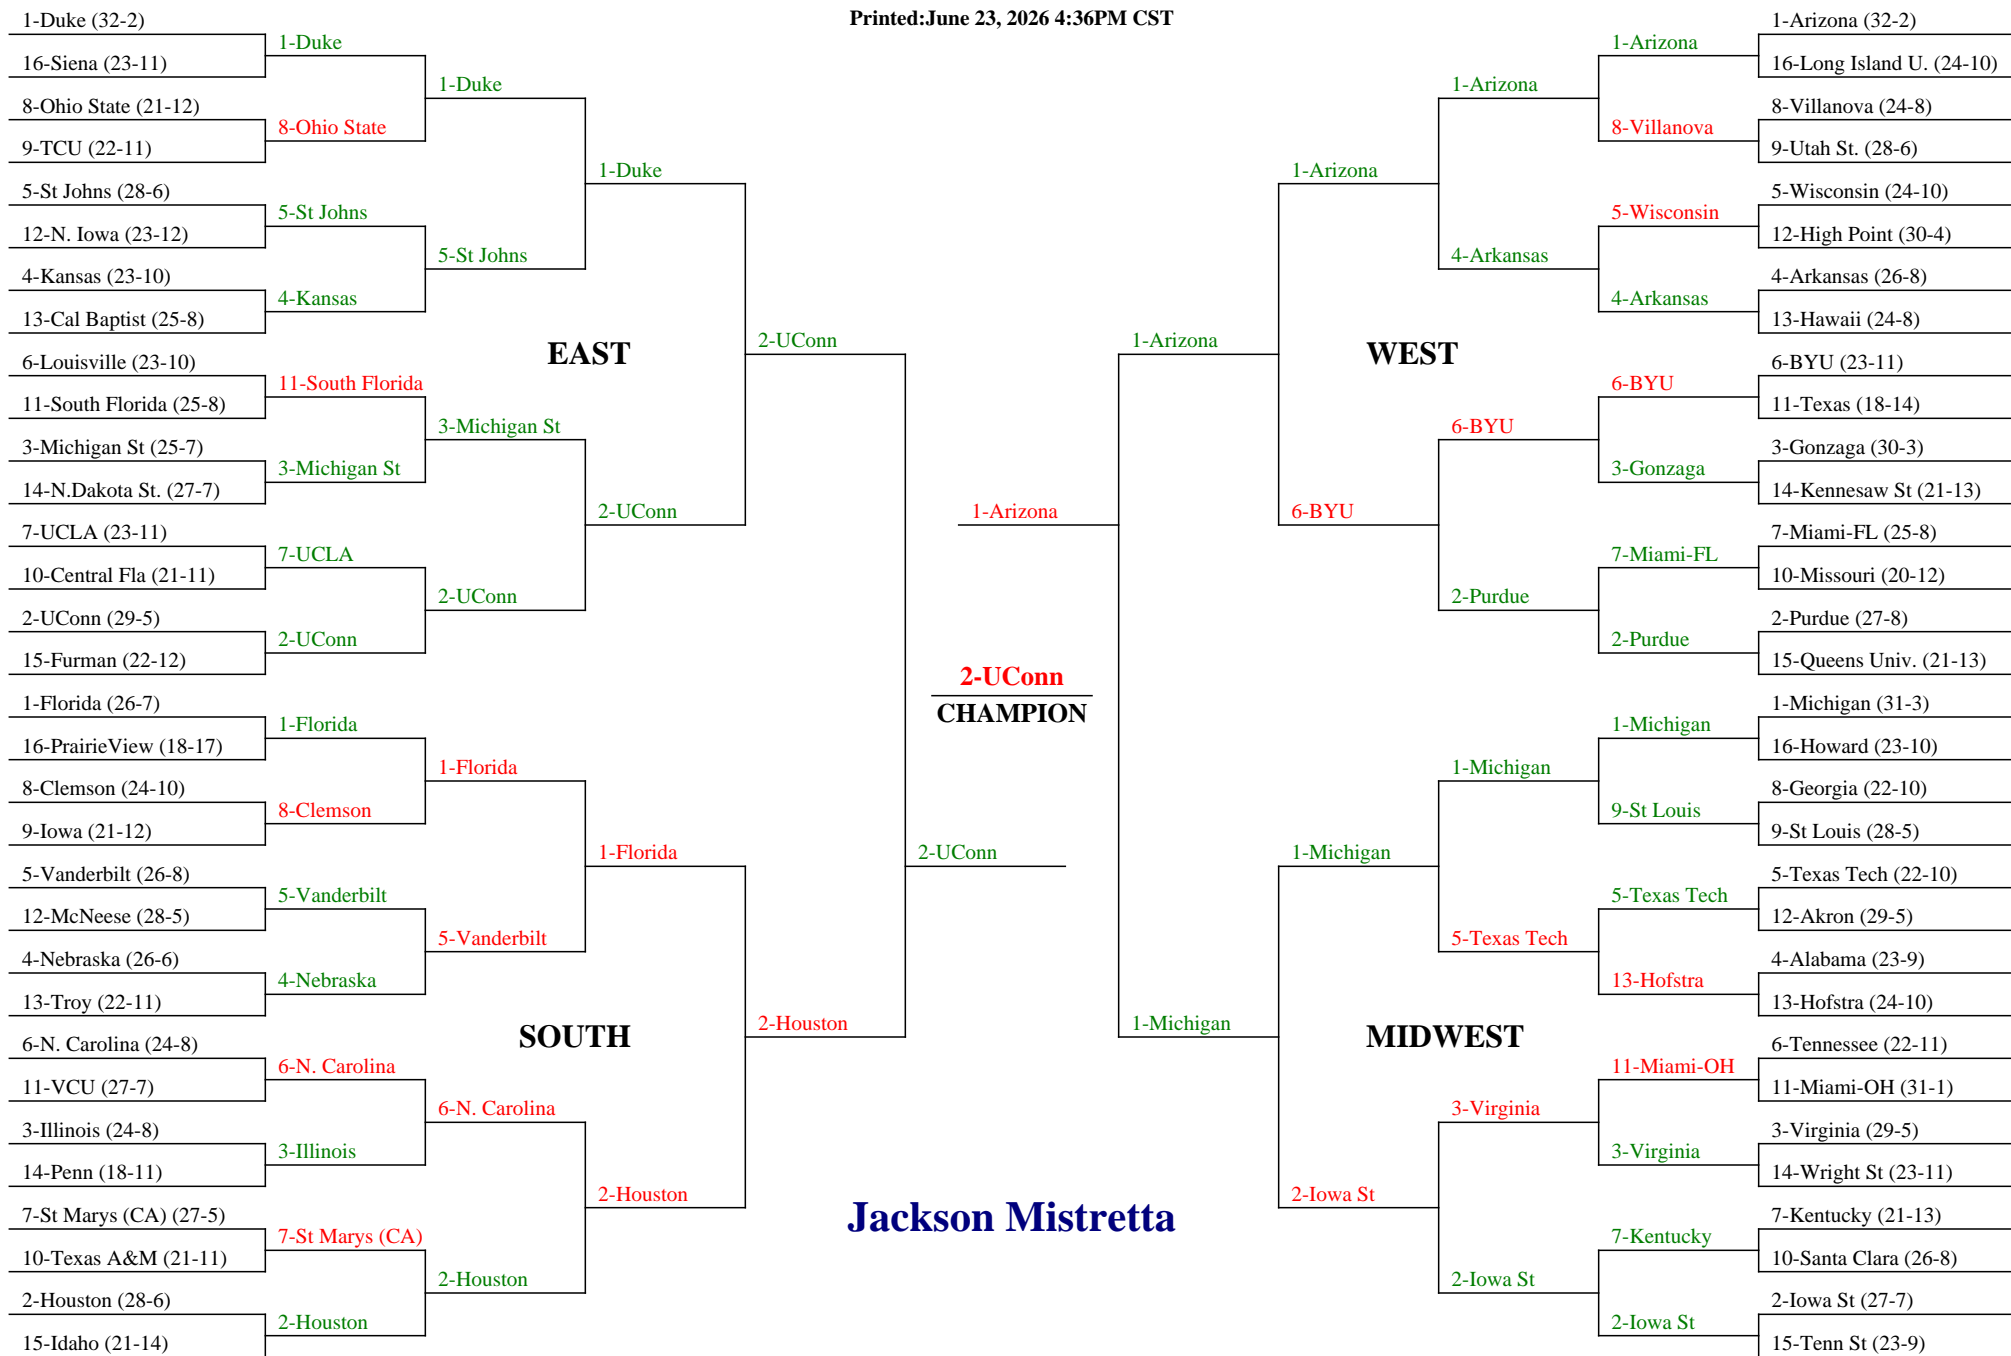 Printed:June 23, 2026 4:36PM CST
1-Duke (32-2)
16-Siena (23-11)
8-Ohio State (21-12)
9-TCU (22-11)
5-St Johns (28-6)
12-N. Iowa (23-12)
4-Kansas (23-10)
13-Cal Baptist (25-8)
6-Louisville (23-10)
11-South Florida (25-8)
3-Michigan St (25-7)
14-N.Dakota St. (27-7)
7-UCLA (23-11)
10-Central Fla (21-11)
2-UConn (29-5)
15-Furman (22-12)
1-Florida (26-7)
16-PrairieView (18-17)
8-Clemson (24-10)
9-Iowa (21-12)
5-Vanderbilt (26-8)
12-McNeese (28-5)
4-Nebraska (26-6)
13-Troy (22-11)
6-N. Carolina (24-8)
11-VCU (27-7)
3-Illinois (24-8)
14-Penn (18-11)
7-St Marys (CA) (27-5)
10-Texas A&M (21-11)
2-Houston (28-6)
15-Idaho (21-14)
1-Duke
8-Ohio State
5-St Johns
4-Kansas
11-South Florida
3-Michigan St
7-UCLA
2-UConn
1-Florida
8-Clemson
5-Vanderbilt
4-Nebraska
6-N. Carolina
3-Illinois
7-St Marys (CA)
2-Houston
1-Duke
5-St Johns
3-Michigan St
2-UConn
1-Florida
5-Vanderbilt
6-N. Carolina
2-Houston
EAST
SOUTH
1-Duke
2-UConn
1-Florida
2-Houston
2-UConn
2-Houston
2-UConn
1-Arizona
2-UConn
CHAMPION
Jackson Mistretta
1-Arizona
1-Michigan
1-Arizona
6-BYU
1-Michigan
2-Iowa St
WEST
MIDWEST
1-Arizona
4-Arkansas
6-BYU
2-Purdue
1-Michigan
5-Texas Tech
3-Virginia
2-Iowa St
1-Arizona
8-Villanova
5-Wisconsin
4-Arkansas
6-BYU
3-Gonzaga
7-Miami-FL
2-Purdue
1-Michigan
9-St Louis
5-Texas Tech
13-Hofstra
11-Miami-OH
3-Virginia
7-Kentucky
2-Iowa St
1-Arizona (32-2)
16-Long Island U. (24-10)
8-Villanova (24-8)
9-Utah St. (28-6)
5-Wisconsin (24-10)
12-High Point (30-4)
4-Arkansas (26-8)
13-Hawaii (24-8)
6-BYU (23-11)
11-Texas (18-14)
3-Gonzaga (30-3)
14-Kennesaw St (21-13)
7-Miami-FL (25-8)
10-Missouri (20-12)
2-Purdue (27-8)
15-Queens Univ. (21-13)
1-Michigan (31-3)
16-Howard (23-10)
8-Georgia (22-10)
9-St Louis (28-5)
5-Texas Tech (22-10)
12-Akron (29-5)
4-Alabama (23-9)
13-Hofstra (24-10)
6-Tennessee (22-11)
11-Miami-OH (31-1)
3-Virginia (29-5)
14-Wright St (23-11)
7-Kentucky (21-13)
10-Santa Clara (26-8)
2-Iowa St (27-7)
15-Tenn St (23-9)